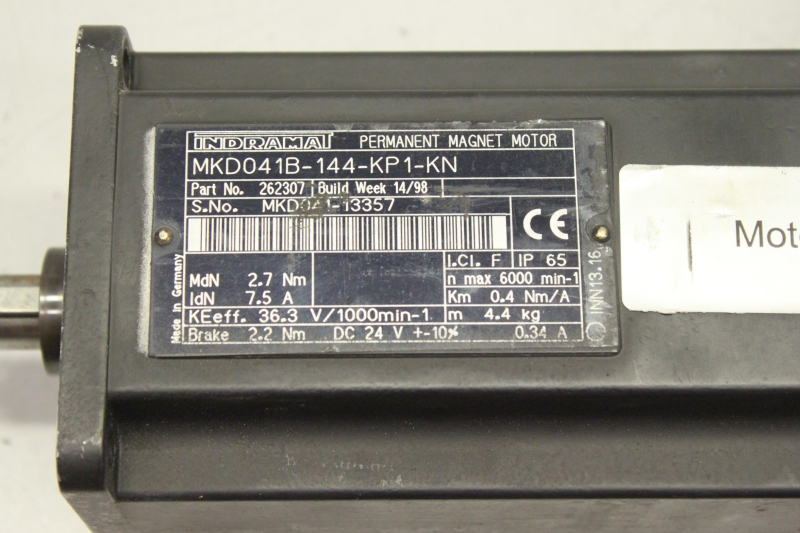 INDRAMAT PERMANENT MAGNET MOTOR
MKD041B-144-KP1-KN
Part No. 262307 Build Week 14/98
S.No. MKD041-13357
CE
I.Cl. F IP 65
MdN 2.7 Nm n max 6000 min-1
IdN 7.5 A Km 0.4 Nm/A
KEeff. 36.3 V/1000min-1 m 4.4 kg
Brake 2.2 Nm DC 24 V +-10% 0.34 A
Made in Germany
INN13.16
Moto